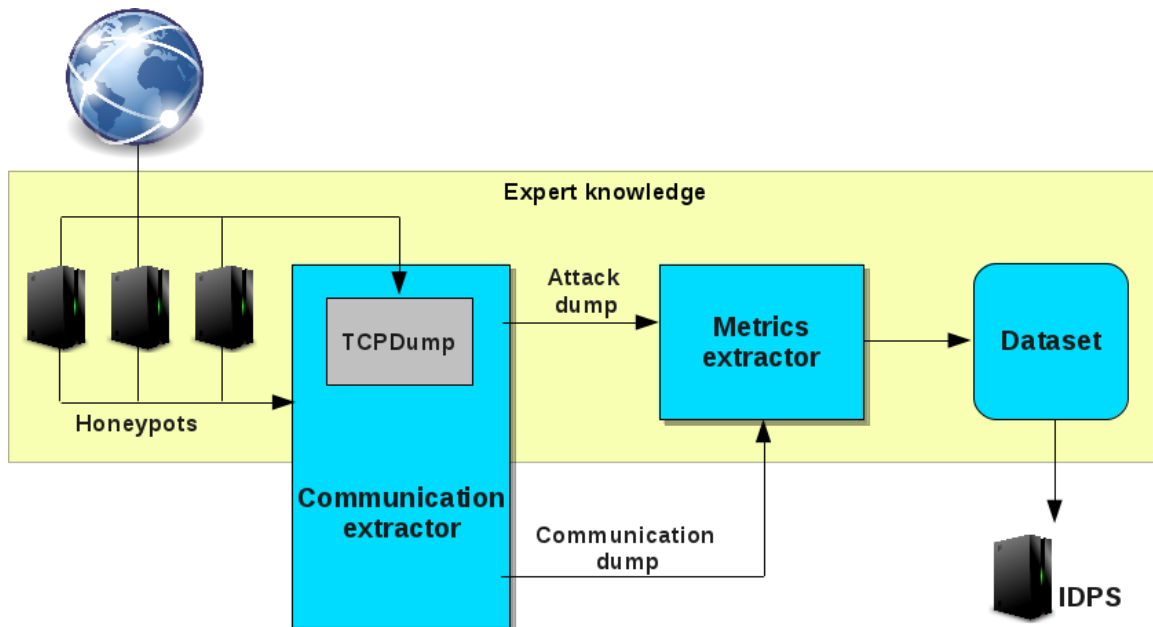 Expert knowledge
Attack
dump
TCPDump
Metrics
extractor
Dataset
Honeypots
Communication
extractor
Communication
dump
IDPS